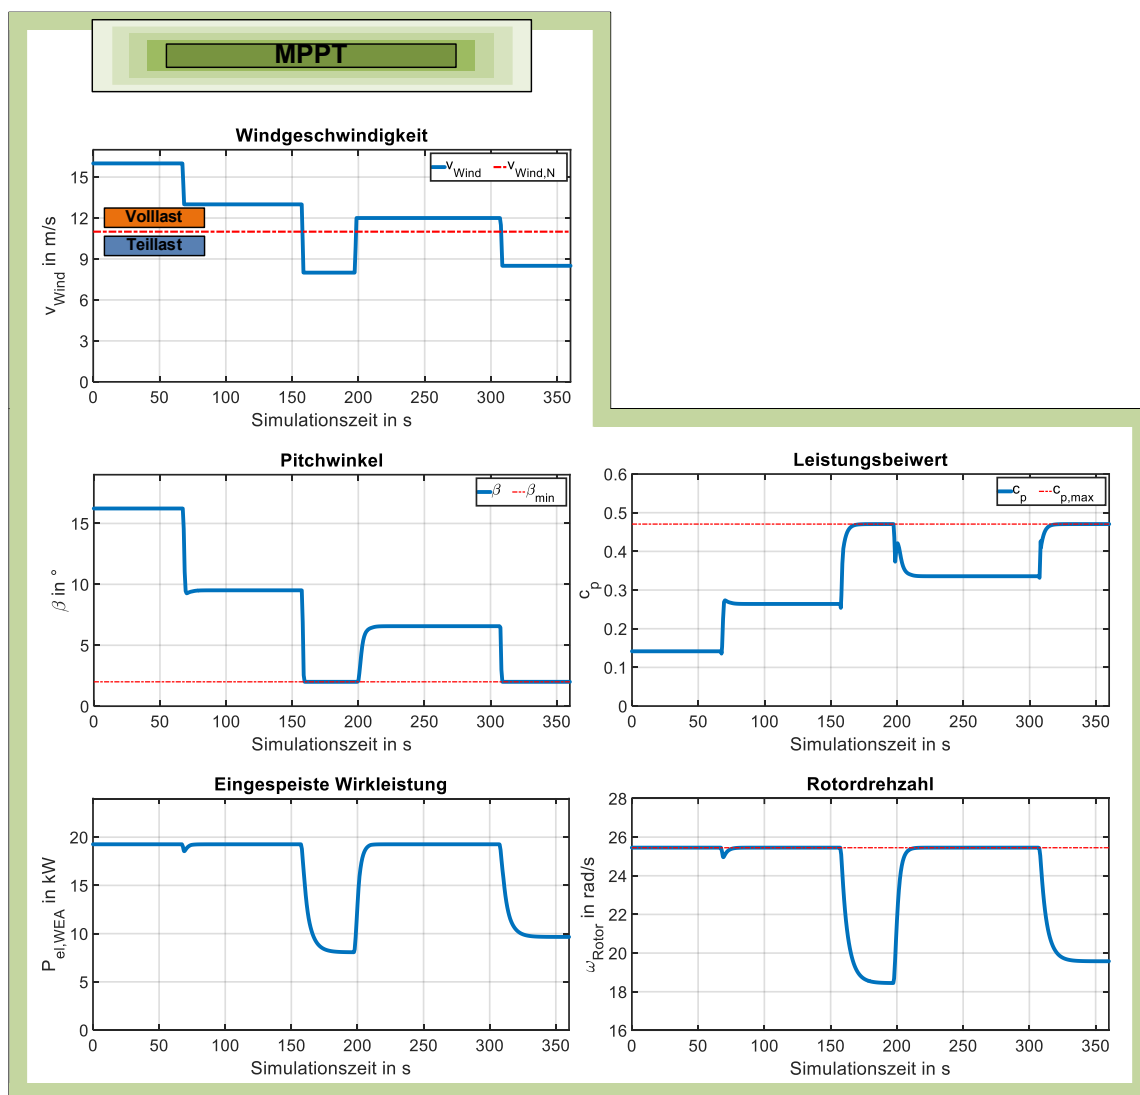 MPPT
Windgeschwindigkeit
v_Wind v_Wind,N
15
12
9
6
3
0
Volllast
Teillast
v_Wind in m/s
0 50 100 150 200 250 300 350
Simulationszeit in s
Pitchwinkel
β β_min
15
10
5
0
β in °
0 50 100 150 200 250 300 350
Simulationszeit in s
Leistungsbeiwert
c_p c_p,max
0.6
0.5
0.4
0.3
0.2
0.1
0
c_p
0 50 100 150 200 250 300 350
Simulationszeit in s
Eingespeiste Wirkleistung
20
15
10
5
0
P_el,WEA in kW
0 50 100 150 200 250 300 350
Simulationszeit in s
Rotordrehzahl
28
26
24
22
20
18
16
ω_Rotor in rad/s
0 50 100 150 200 250 300 350
Simulationszeit in s